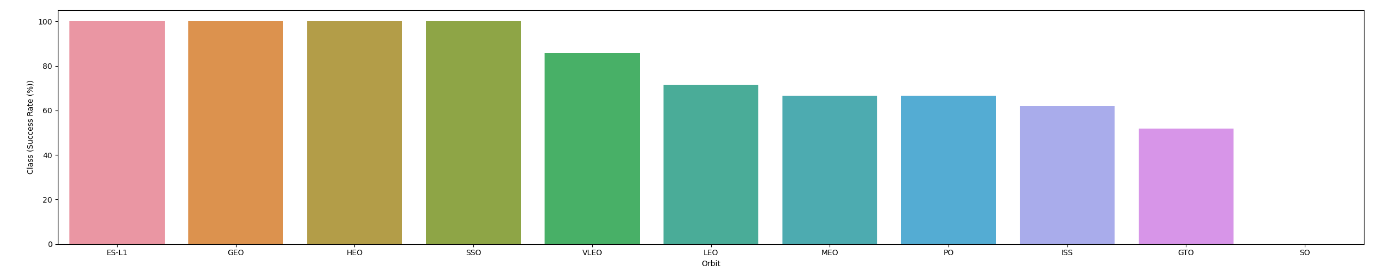 100
80
60
40
20
0
Class (Success Rate (%))
ES-L1 GEO HEO SSO VLEO LEO MEO PO ISS GTO SO
Orbit